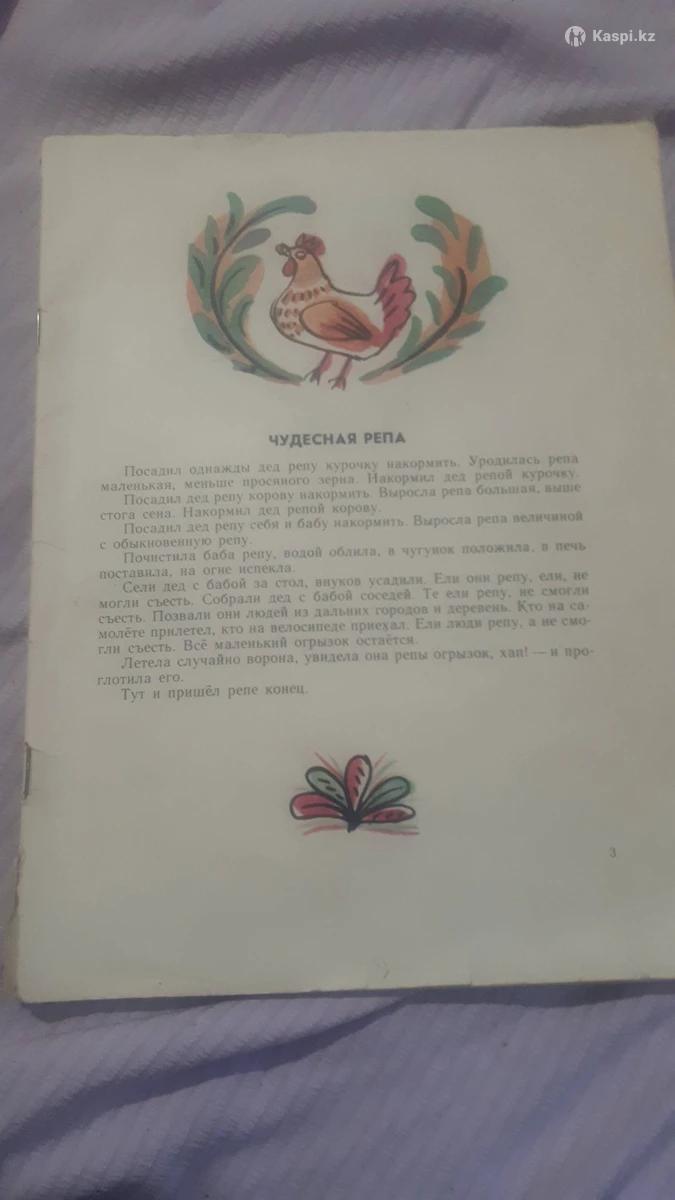 Kaspi.kz
ЧУДЕСНАЯ РЕПА
Посадил однажды дед репу курочку накормить. Уродилась репа
маленькая, меньше просяного зерна. Накормил дед репой курочку.
Посадил дед репу корову накормить. Выросла репа большая, выше
стога сена. Накормил дед репой корову.
Посадил дед репу себя и бабу накормить. Выросла репа величиной
с обыкновенную репу.
Почистила баба репу, водой облила, в чугунок положила, в печь
поставила, на огне испекла.
Сели дед с бабой за стол, внуков усадили. Ели они репу, ели, не
могли съесть. Собрали дед с бабой соседей. Те ели репу, не смогли
съесть. Позвали они людей из дальних городов и деревень. Кто на са-
молёте прилетел, кто на велосипеде приехал. Ели люди репу, а не смо-
гли съесть. Всё маленький огрызок остаётся.
Летела случайно ворона, увидела она репы огрызок, хап! — и про-
глотила его.
Тут и пришёл репе конец.
3